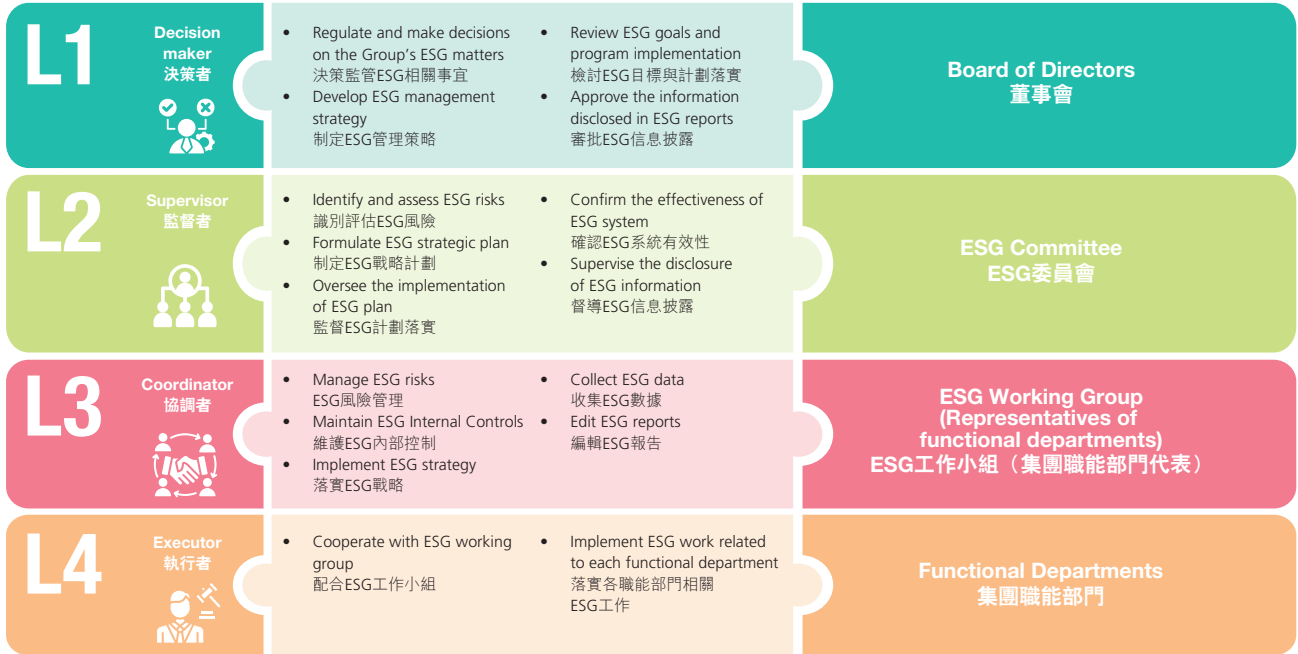 L1
Decision
maker
決策者
• Regulate and make decisions
on the Group's ESG matters
決策監管ESG相關事宜
• Develop ESG management
strategy
制定ESG管理策略
• Review ESG goals and
program implementation
檢討ESG目標與計劃落實
• Approve the information
disclosed in ESG reports
審批ESG信息披露
Board of Directors
董事會
L2
Supervisor
監督者
• Identify and assess ESG risks
識別評估ESG風險
• Formulate ESG strategic plan
制定ESG戰略計劃
• Oversee the implementation
of ESG plan
監督ESG計劃落實
• Confirm the effectiveness of
ESG system
確認ESG系統有效性
• Supervise the disclosure
of ESG information
督導ESG信息披露
ESG Committee
ESG委員會
L3
Coordinator
協調者
• Manage ESG risks
ESG風險管理
• Maintain ESG Internal Controls
維護ESG內部控制
• Implement ESG strategy
落實ESG戰略
• Collect ESG data
收集ESG數據
• Edit ESG reports
編輯ESG報告
ESG Working Group
(Representatives of
functional departments)
ESG工作小組（集團職能部門代表）
L4
Executor
執行者
• Cooperate with ESG working
group
配合ESG工作小組
• Implement ESG work related
to each functional department
落實各職能部門相關
ESG工作
Functional Departments
集團職能部門